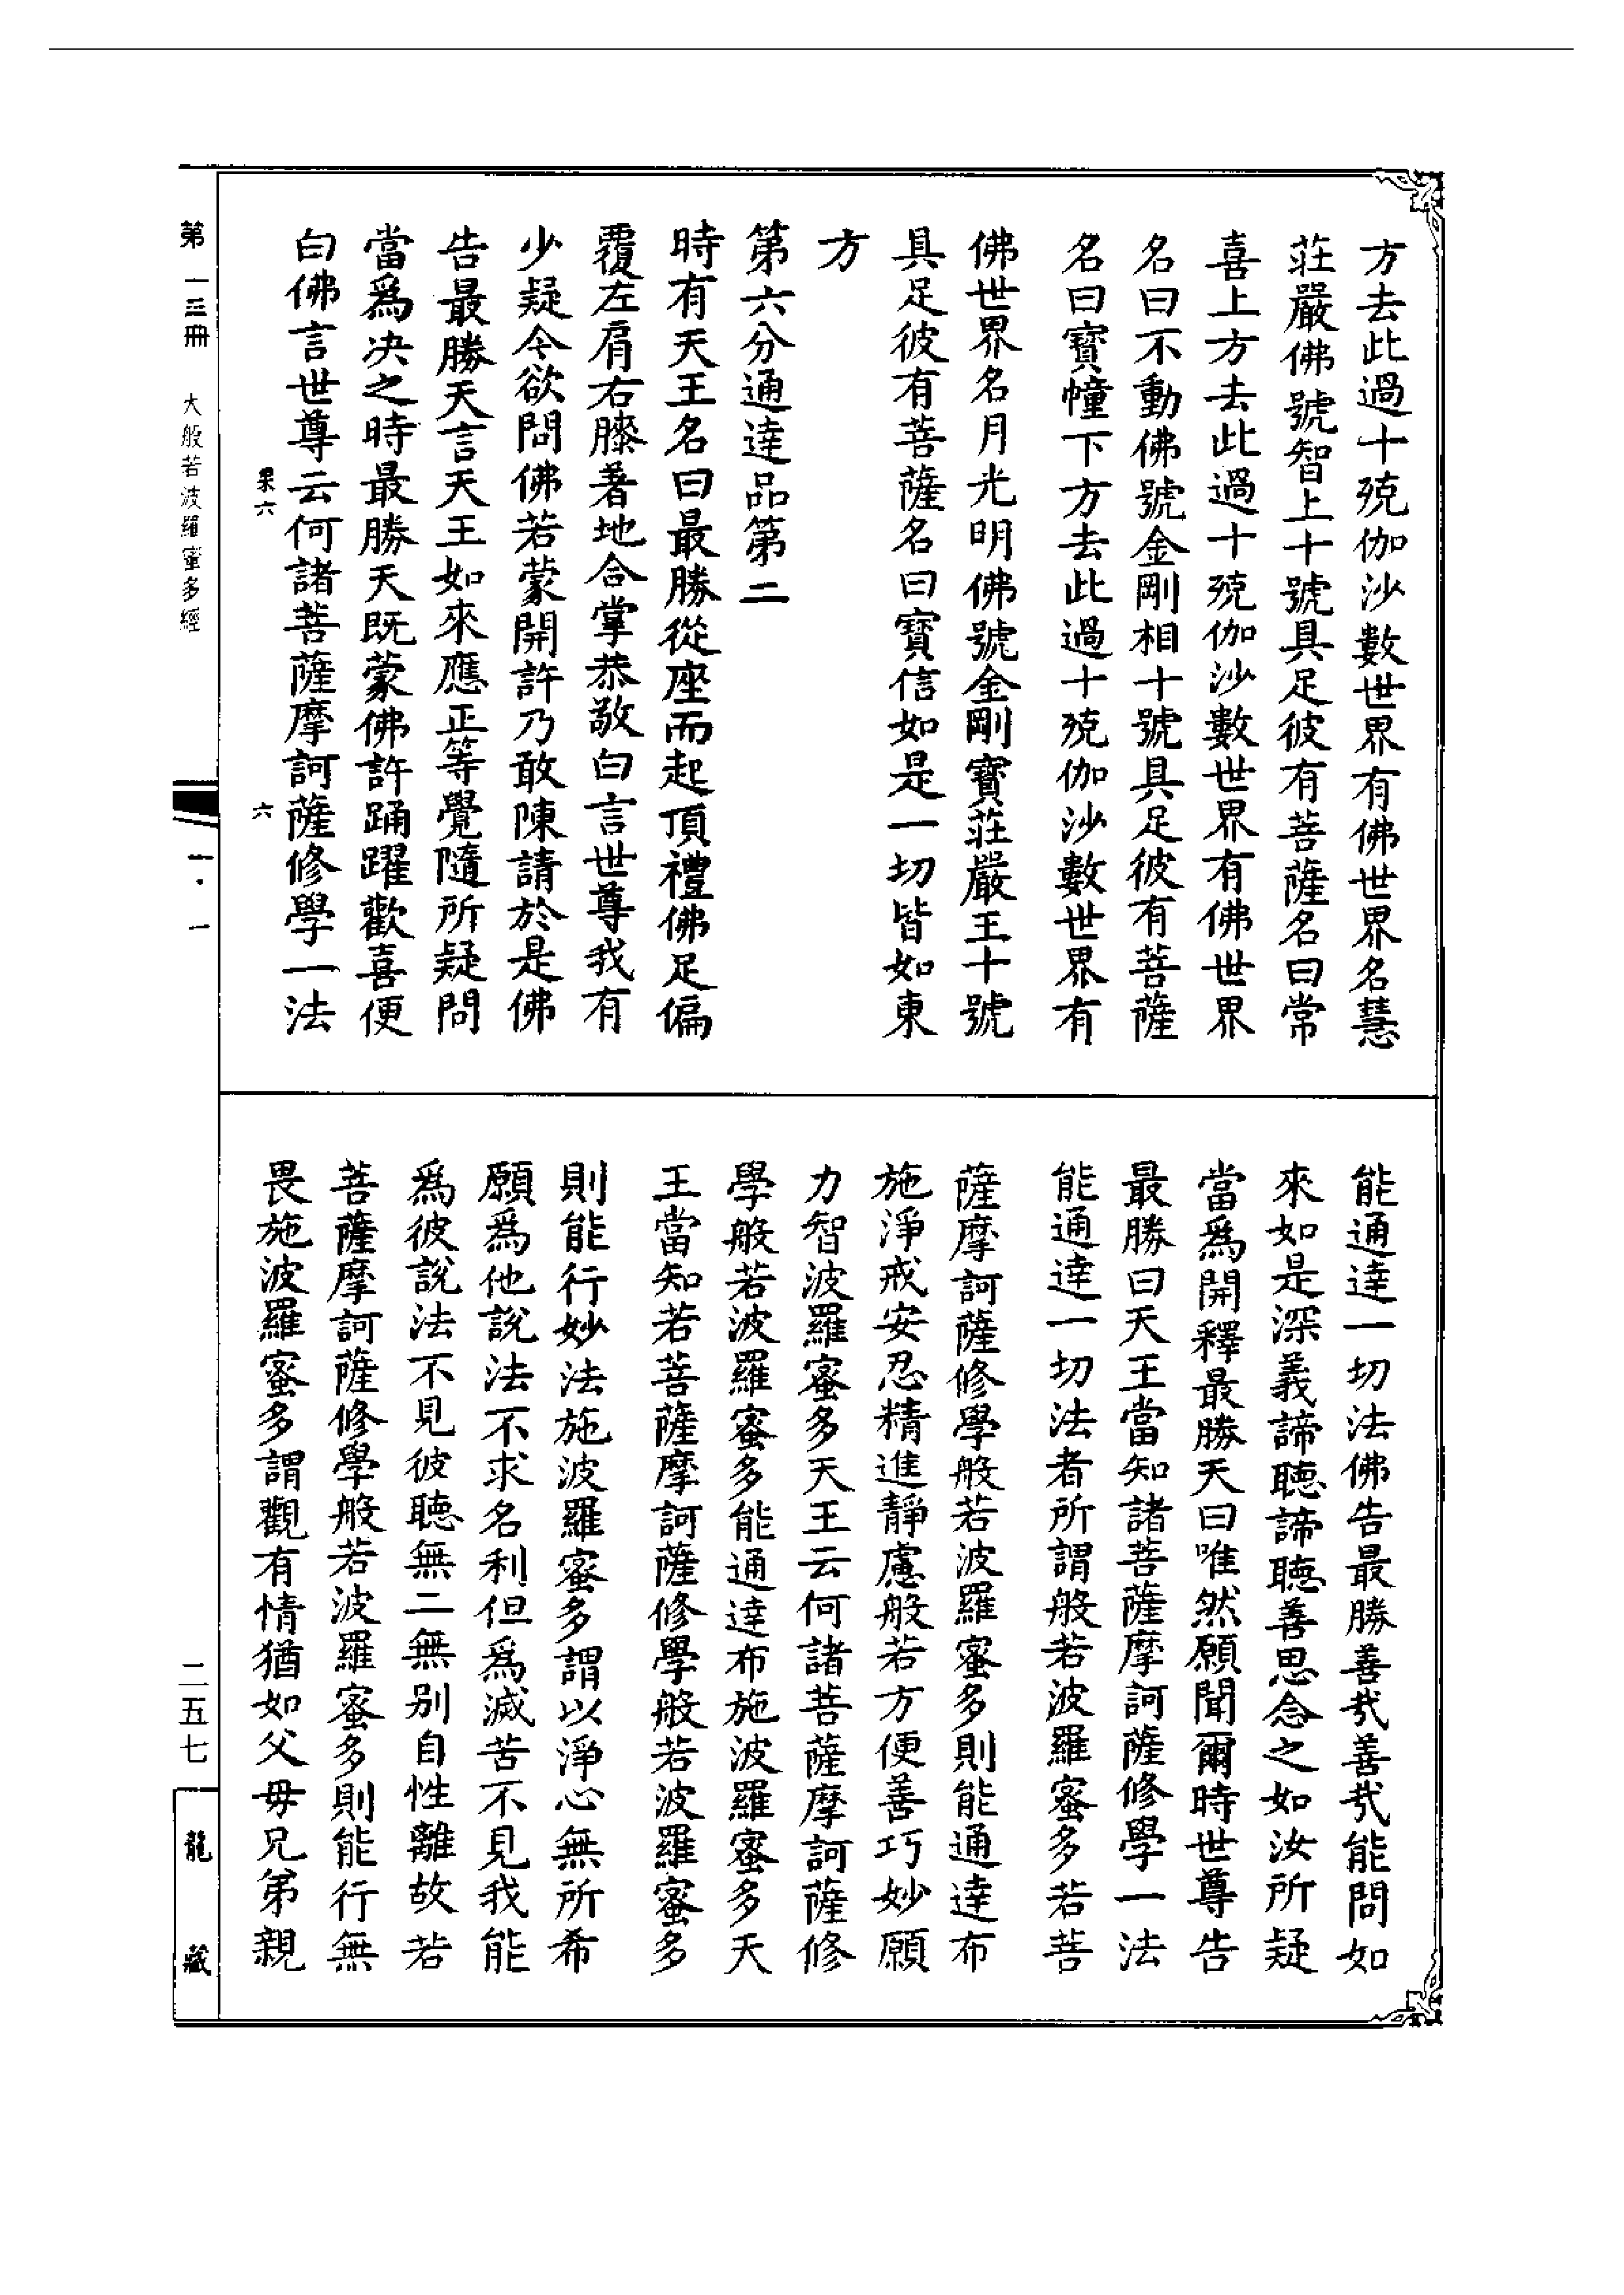 方去此過十殑伽沙數世界有佛世界名慧
莊嚴佛號智上十號具足彼有菩薩名曰常
喜上方去此過十殑伽沙數世界有佛世界
名曰不動佛號金剛相十號具足彼有菩薩
名曰寶幢下方去此過十殑伽沙數世界有
佛世界名月光明佛號金剛寶莊嚴王十號
具足彼有菩薩名曰寶信如是一切皆如東
方
第六分通達品第二
時有天王名曰最勝從座而起頂禮佛足偏
覆左肩右膝著地合掌恭敬白言世尊我有
少疑今欲問佛若蒙開許乃敢陳請於是佛
告最勝天言天王如來應正等覺隨所疑問
當爲决之時最勝天既蒙佛許踊躍歡喜便
白佛言世尊云何諸菩薩摩訶薩修學一法
六
六
能通達一切法佛告最勝善哉善哉能問如
來如是深義諦聽諦聽善思念之如汝所疑
當爲開釋最勝天曰唯然願聞爾時世尊告
最勝曰天王當知諸菩薩摩訶薩修學一法
能通達一切法者所謂般若波羅蜜多若菩
薩摩訶薩修學般若波羅蜜多則能通達布
施淨戒安忍精進靜慮般若方便善巧妙願
力智波羅蜜多天王云何諸菩薩摩訶薩修
學般若波羅蜜多能通達布施波羅蜜多天
王當知若菩薩摩訶薩修學般若波羅蜜多
則能行妙法施波羅蜜多謂以淨心無所希
願爲他說法不求名利但爲滅苦不見我能
爲彼說法不見彼聽無二無别自性離故若
菩薩摩訶薩修學般若波羅蜜多則能行無
畏施波羅蜜多謂觀有情猶如父毋兄弟親
第一三冊
大般若波羅蜜多經
一·一
二五七
龍藏